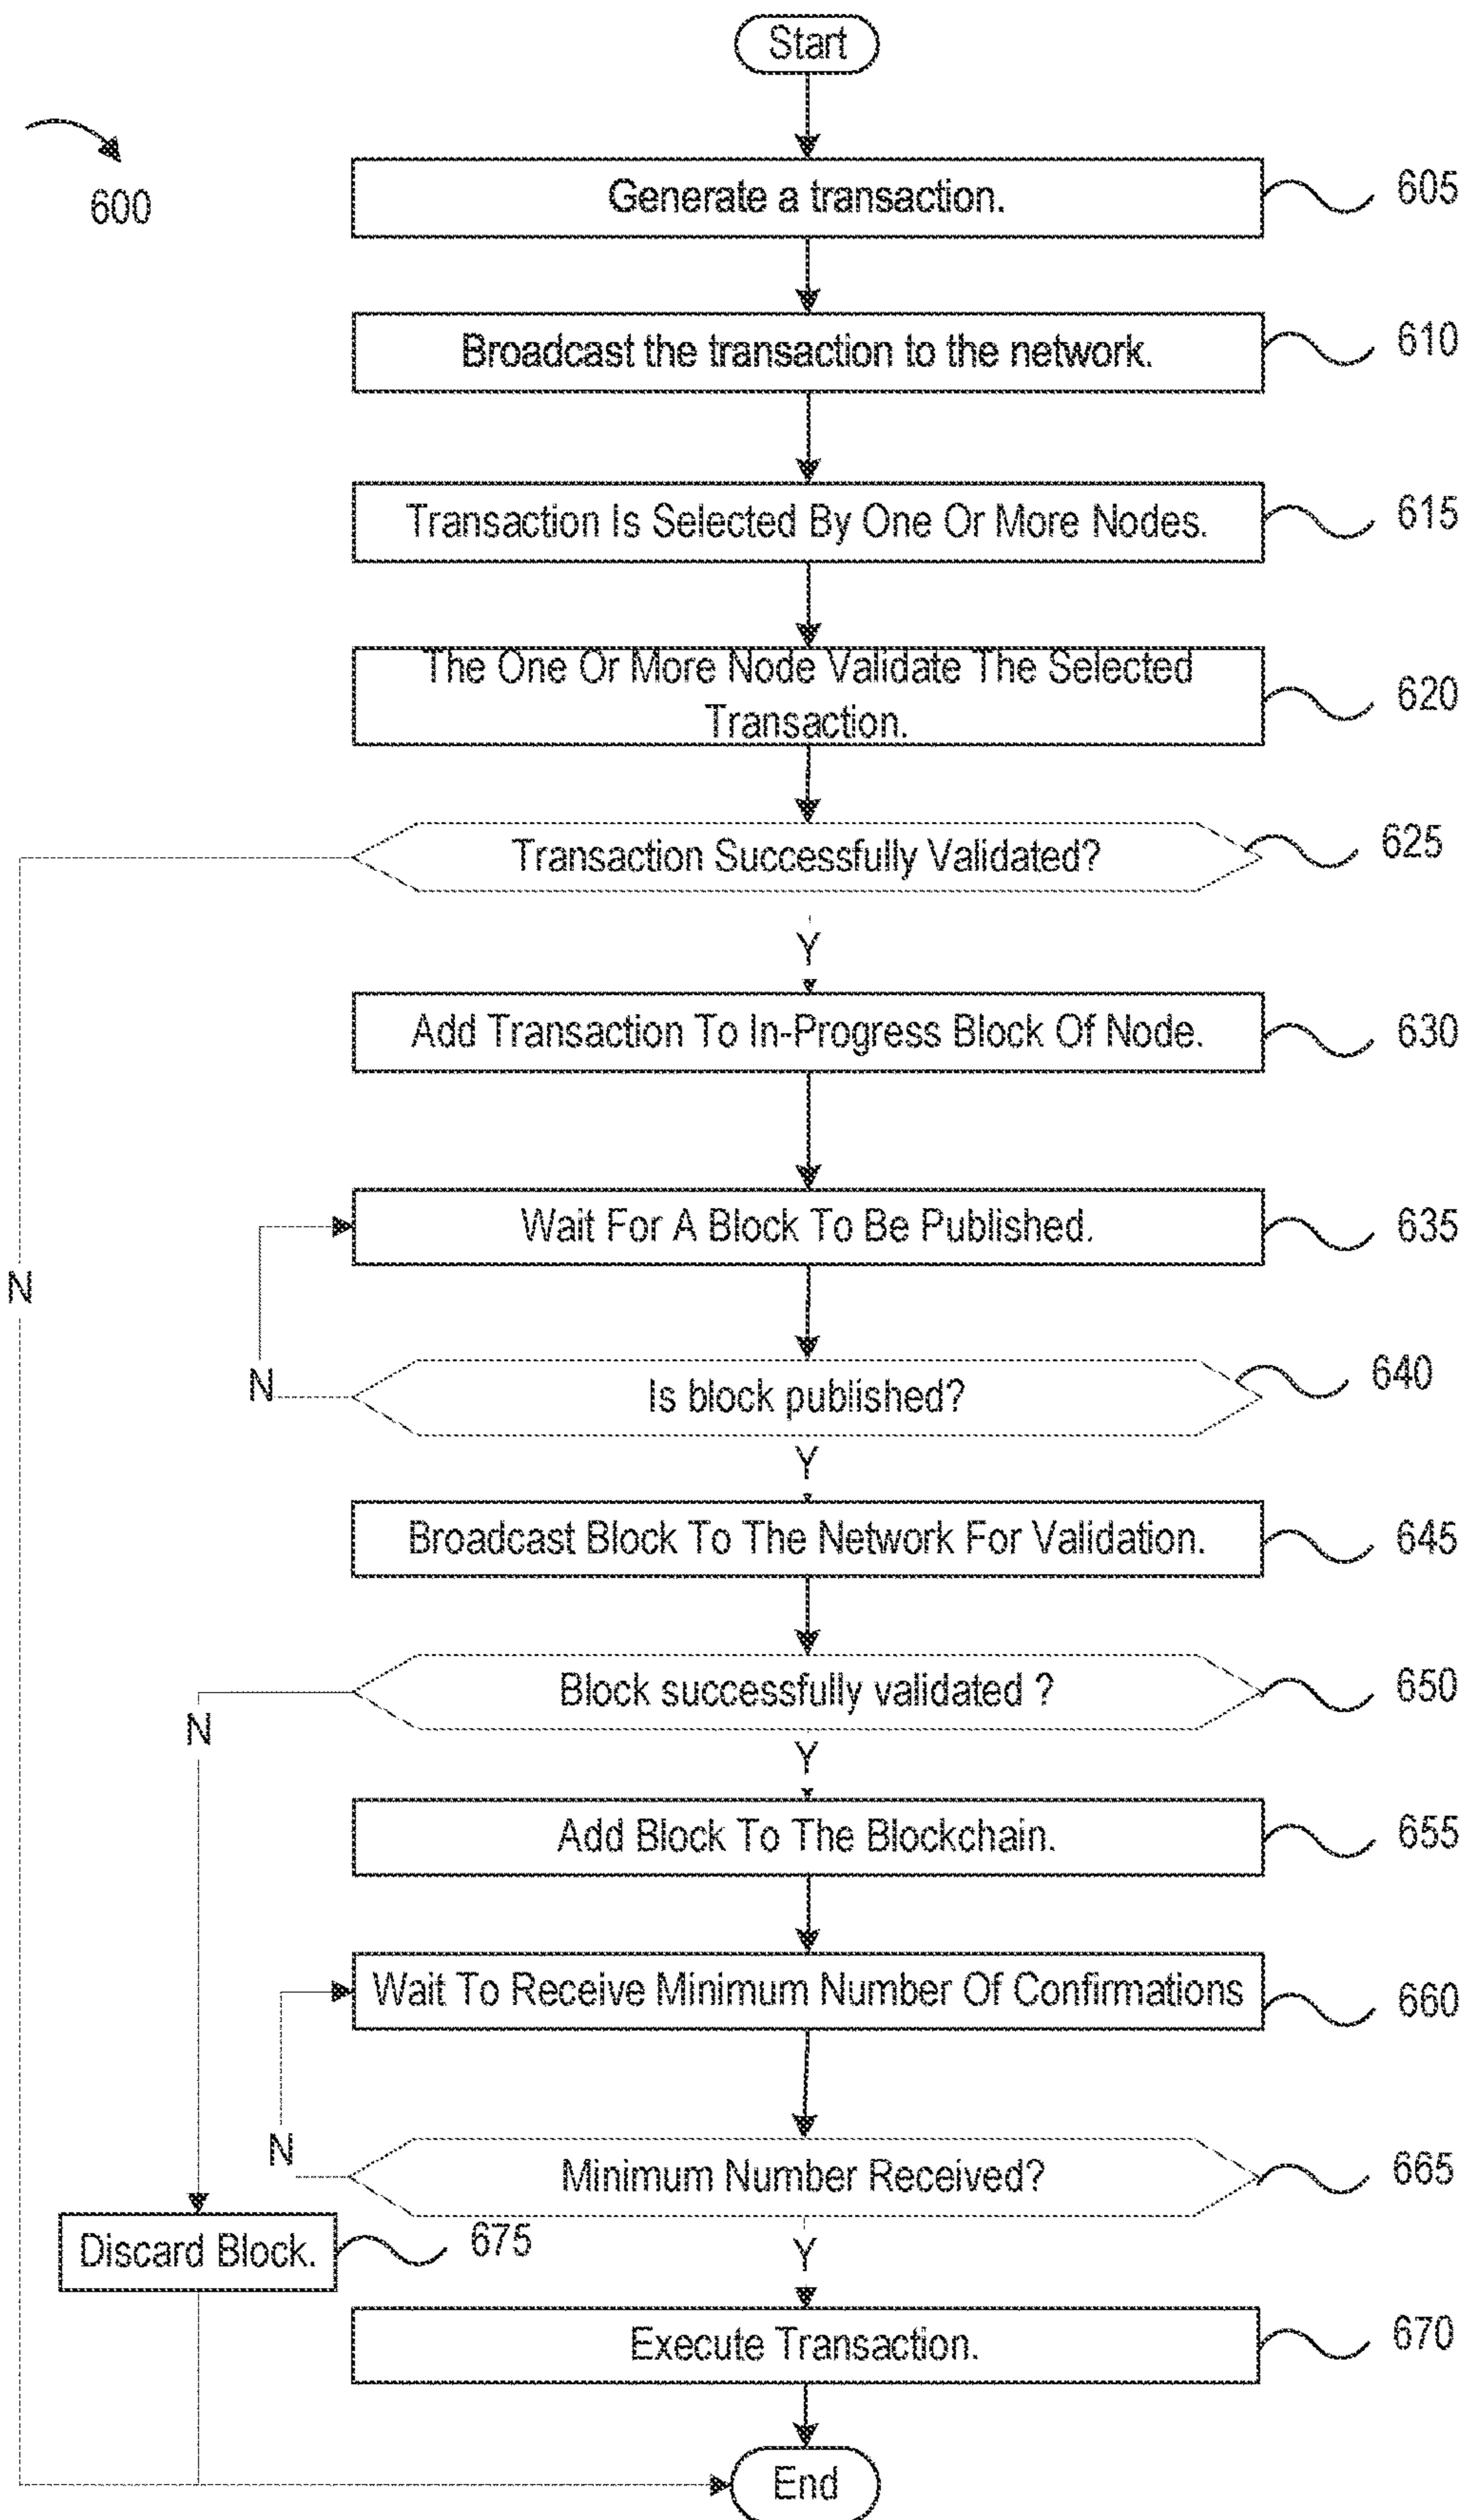 Start
600
Generate a transaction.
605
Broadcast the transaction to the network.
610
Transaction Is Selected By One Or More Nodes.
615
The One Or More Node Validate The Selected
Transaction.
620
Transaction Successfully Validated?
625
Y
Add Transaction To In-Progress Block Of Node.
630
Wait For A Block To Be Published.
635
N
N
Is block published?
640
Y
Broadcast Block To The Network For Validation.
645
Block successfully validated ?
650
N
Y
Add Block To The Blockchain.
655
Wait To Receive Minimum Number Of Confirmations
660
N
Minimum Number Received?
665
Discard Block.
675
Y
Execute Transaction.
670
End